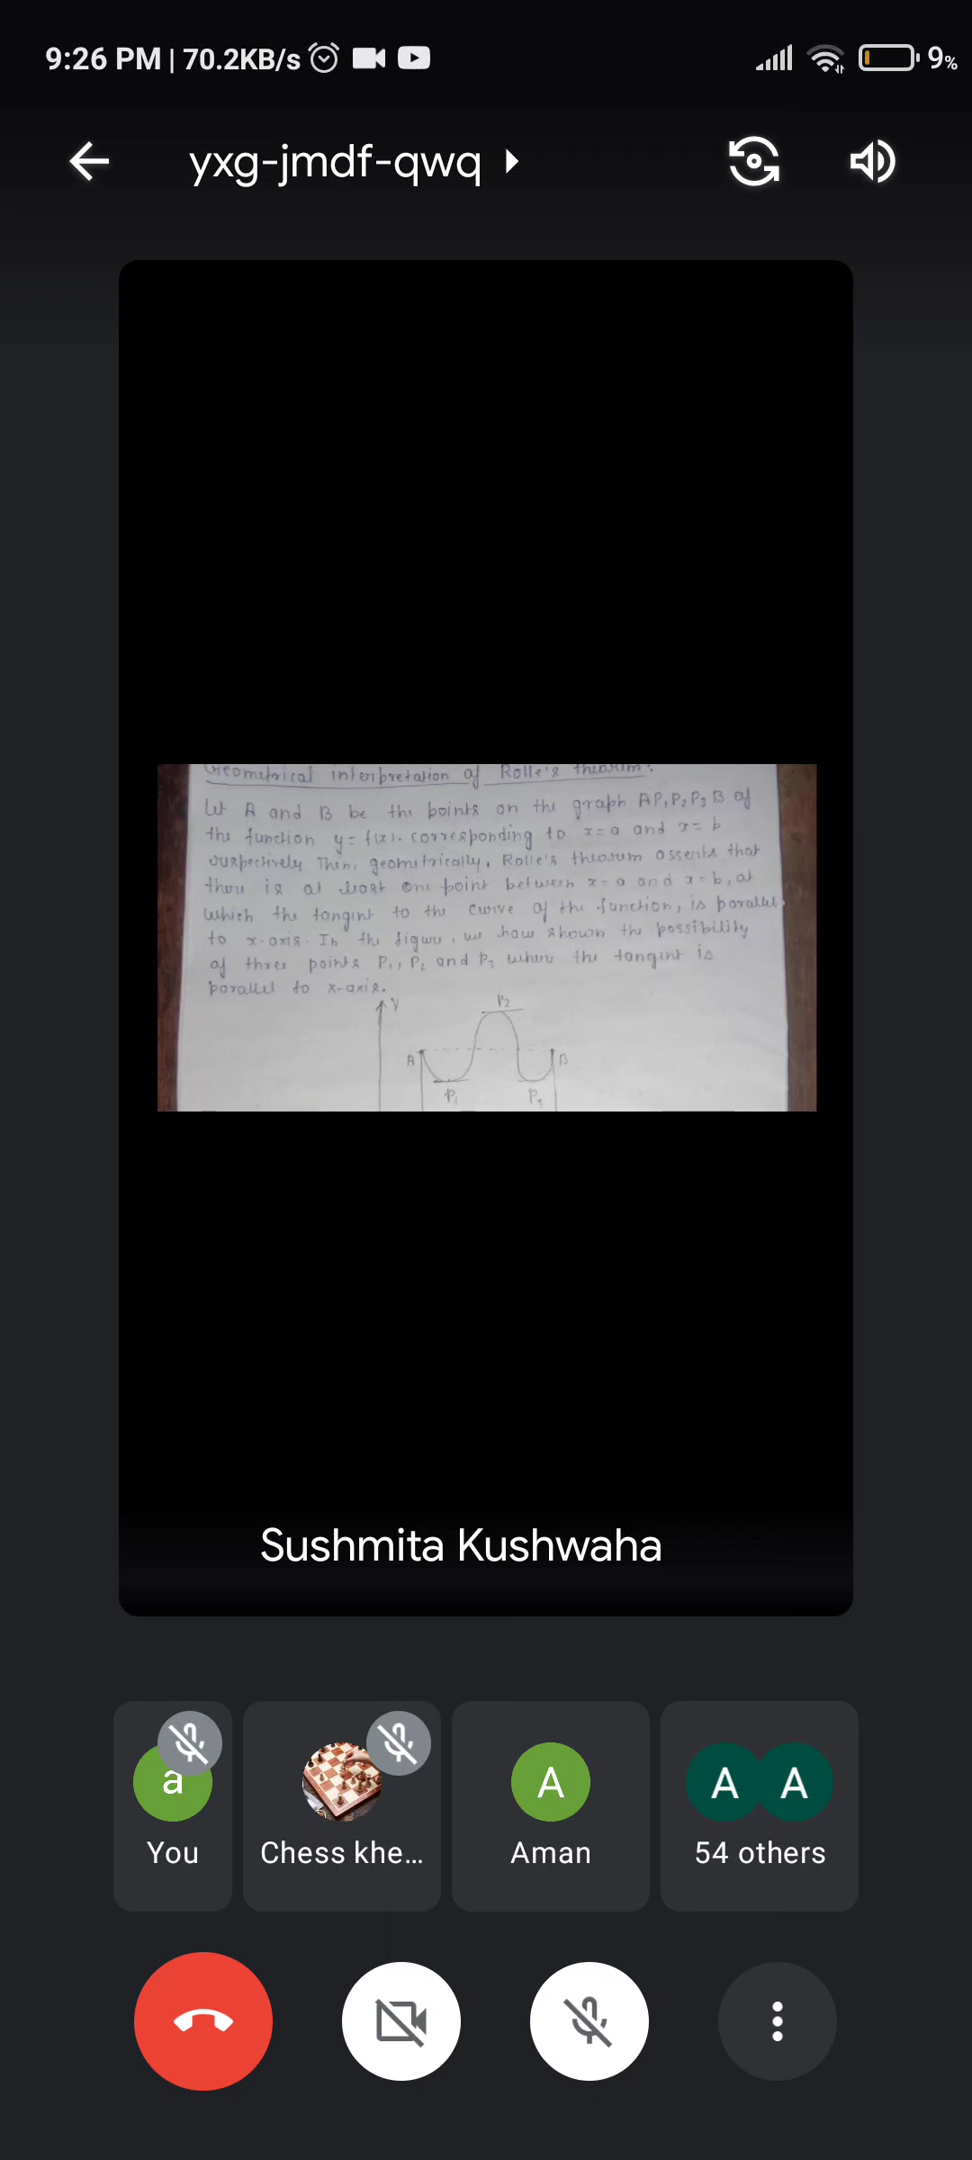 9:26 PM | 70.2KB/s
9%
yxg-jmdf-qwq
Geometrical interpretation of Rolle's theorem:
Let A and B be the points on the graph AP₁P₂P₃B of
the function y = f(x). corresponding to x=a and x=b
respectively Then, geometrically, Rolle's theorem asserts that
there is at least one point between x=a and x=b, at
which the tangent to the curve of the function, is parallel
to x-axis. In the figure, we have shown the possibility
of three points P₁, P₂ and P₃ where the tangent is
parallel to x-axis.
Y
P₂
A
B
P₁
P₃
Sushmita Kushwaha
a
A
A
A
You
Chess khe...
Aman
54 others